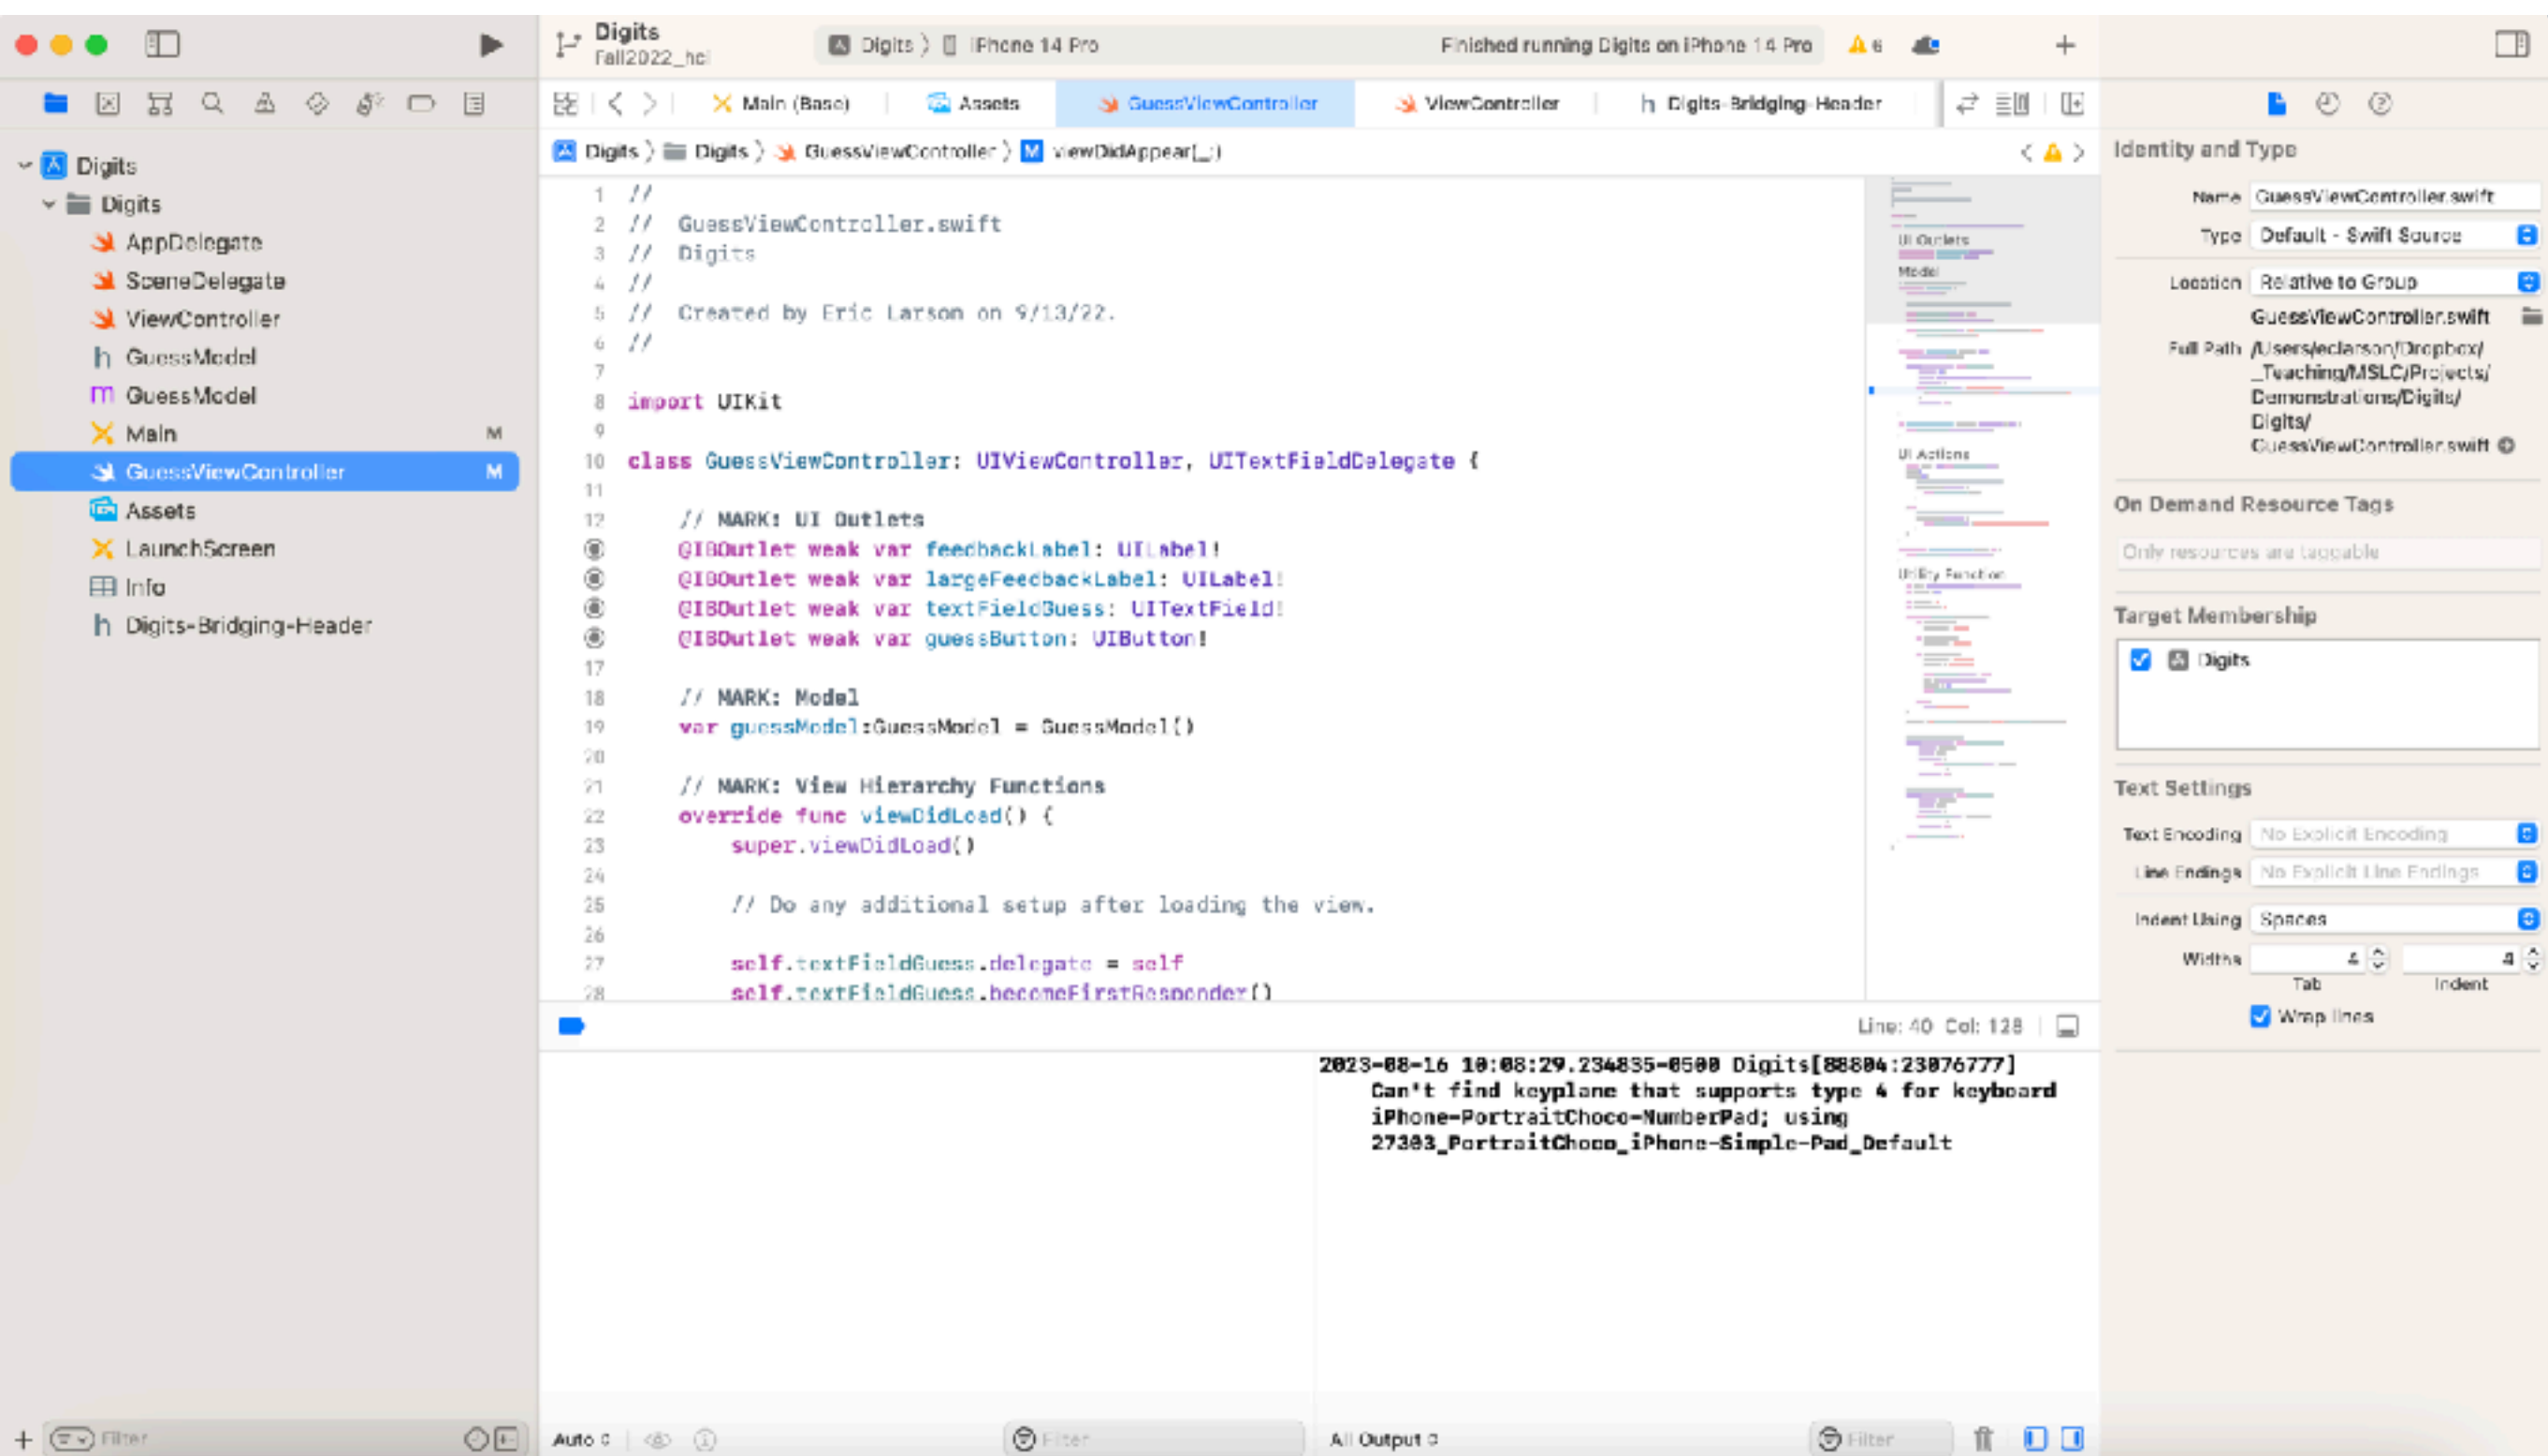 Digits
Fall2022_hci
Digits 〉 iPhone 14 Pro
Finished running Digits on iPhone 14 Pro
6
Main (Base)
Assets
GuessViewController
ViewController
Digits-Bridging-Header
Digits 〉 Digits 〉 GuessViewController 〉 M viewDidAppear(_:)
Digits
Digits
AppDelegate
SceneDelegate
ViewController
h GuessModel
m GuessModel
Main M
GuessViewController M
Assets
LaunchScreen
Info
h Digits-Bridging-Header
Filter
1 //
2 //  GuessViewController.swift
3 //  Digits
4 //
5 //  Created by Eric Larson on 9/13/22.
6 //
7
8 import UIKit
9
10 class GuessViewController: UIViewController, UITextFieldDelegate {
11
12     // MARK: UI Outlets
@IBOutlet weak var feedbackLabel: UILabel!
@IBOutlet weak var largeFeedbackLabel: UILabel!
@IBOutlet weak var textFieldGuess: UITextField!
@IBOutlet weak var guessButton: UIButton!
17
18     // MARK: Model
19     var guessModel:GuessModel = GuessModel()
20
21     // MARK: View Hierarchy Functions
22     override func viewDidLoad() {
23         super.viewDidLoad()
24
25         // Do any additional setup after loading the view.
26
27         self.textFieldGuess.delegate = self
28         self.textFieldGuess.becomeFirstResponder()
UI Outlets
Model
UI Actions
Utility Function
Line: 40 Col: 128
2023-08-16 10:08:29.234835-0500 Digits[88804:23076777]
Can't find keyplane that supports type 4 for keyboard
iPhone-PortraitChoco-NumberPad; using
27303_PortraitChoco_iPhone-Simple-Pad_Default
Auto
Filter
All Output
Filter
Identity and Type
Name GuessViewController.swift
Type Default - Swift Source
Location Relative to Group
GuessViewController.swift
Full Path /Users/eclarson/Dropbox/
_Teaching/MSLC/Projects/
Demonstrations/Digits/
Digits/
GuessViewController.swift
On Demand Resource Tags
Only resources are taggable
Target Membership
Digits
Text Settings
Text Encoding No Explicit Encoding
Line Endings No Explicit Line Endings
Indent Using Spaces
Widths 4 4
Tab Indent
Wrap lines